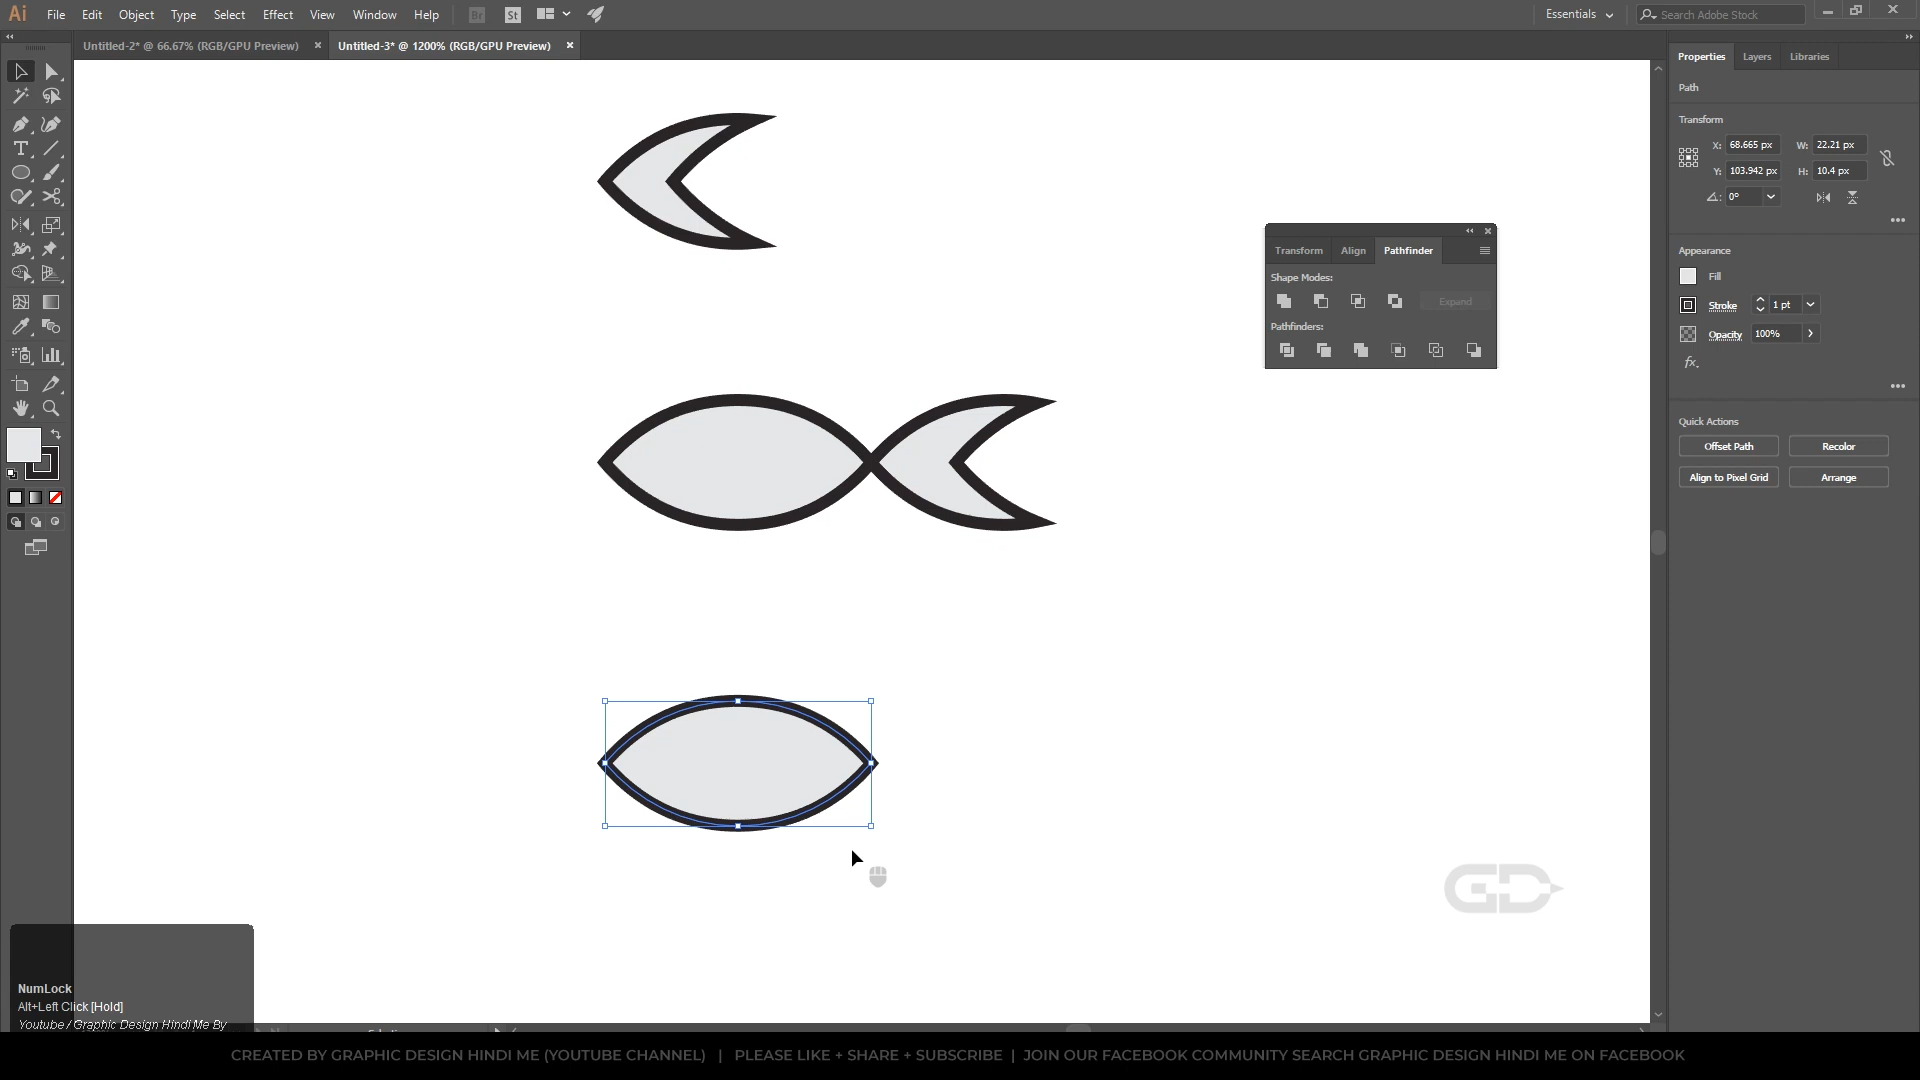 Ai File Edit Object Type Select Effect View Window Help Br St Essentials Search Adobe Stock
Untitled-2* @ 66.67% (RGB/GPU Preview) Untitled-3* @ 1200% (RGB/GPU Preview)
Properties Layers Libraries
Path
Transform
X: 68.665 px W: 22.21 px
Y: 103.942 px H: 10.4 px
0°
Appearance
Fill
Stroke 1 pt
Opacity 100%
fx.
Quick Actions
Offset Path Recolor
Align to Pixel Grid Arrange
Transform Align Pathfinder
Shape Modes:
Expand
Pathfinders:
GD
NumLock
Alt+Left Click [Hold]
Youtube / Graphic Design Hindi Me By
CREATED BY GRAPHIC DESIGN HINDI ME (YOUTUBE CHANNEL) | PLEASE LIKE + SHARE + SUBSCRIBE | JOIN OUR FACEBOOK COMMUNITY SEARCH GRAPHIC DESIGN HINDI ME ON FACEBOOK